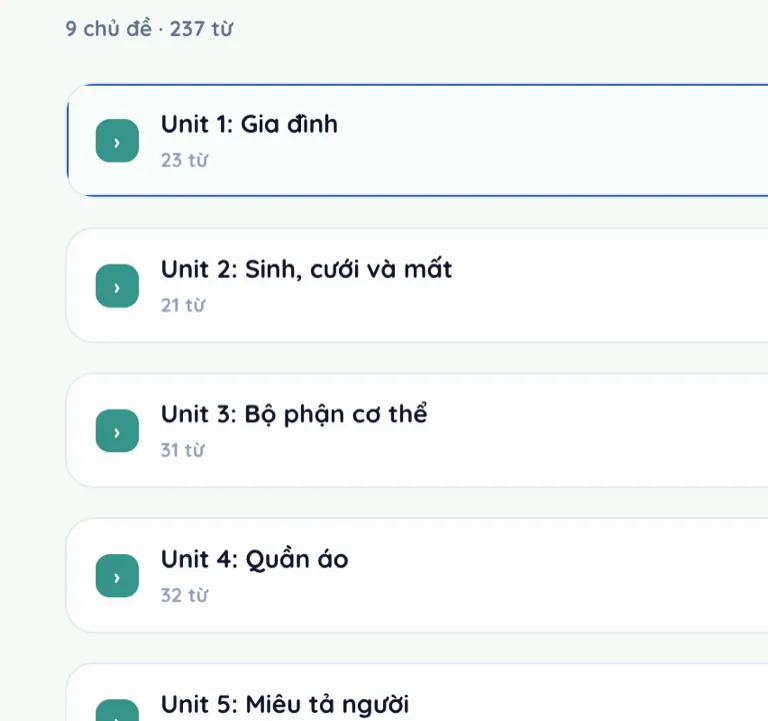 9 chủ đề · 237 từ
Unit 1: Gia đình
23 từ
Unit 2: Sinh, cưới và mất
21 từ
Unit 3: Bộ phận cơ thể
31 từ
Unit 4: Quần áo
32 từ
Unit 5: Miêu tả người